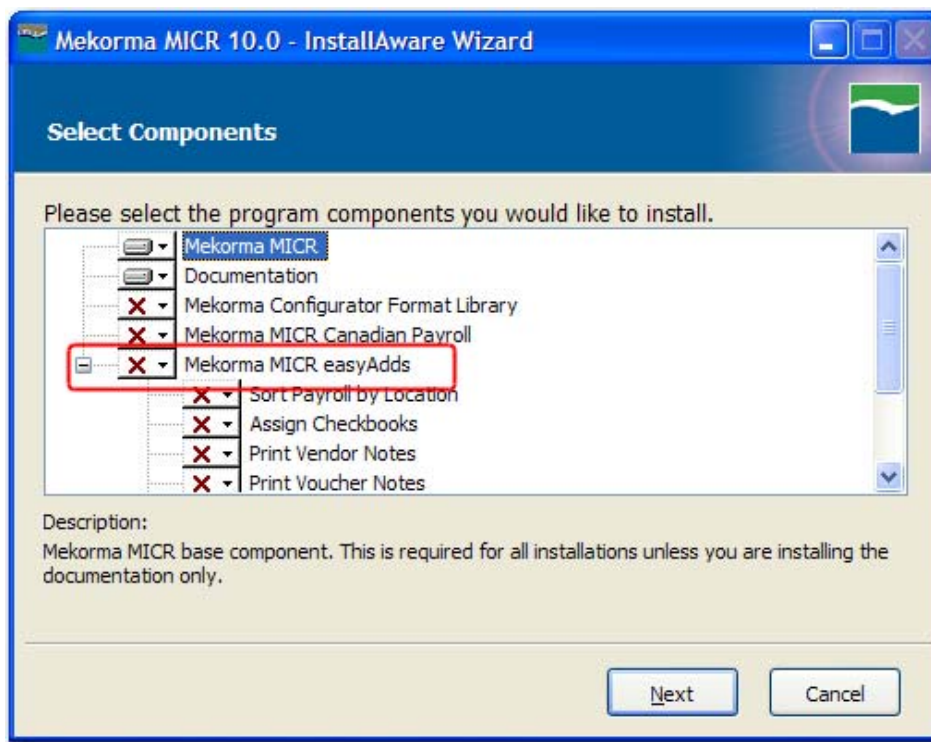 Mekorma MICR 10.0 - InstallAware Wizard
Select Components
Please select the program components you would like to install.
Mekorma MICR
Documentation
Mekorma Configurator Format Library
Mekorma MICR Canadian Payroll
Mekorma MICR easyAdds
Sort Payroll by Location
Assign Checkbooks
Print Vendor Notes
Print Voucher Notes
Description:
Mekorma MICR base component. This is required for all installations unless you are installing the
documentation only.
Next
Cancel